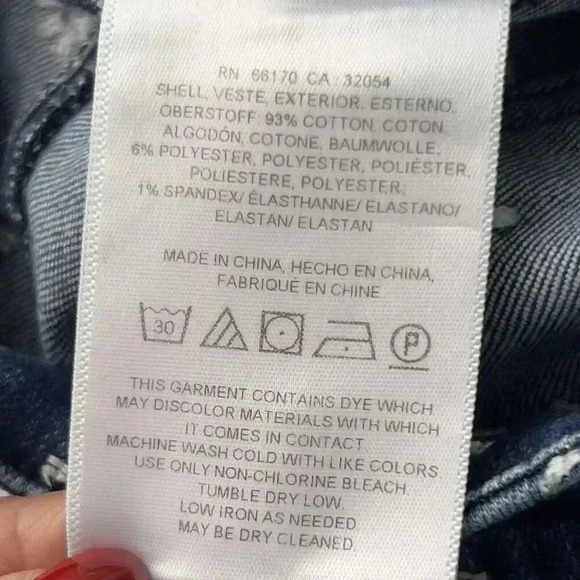 RN 66170 CA 32054
SHELL, VESTE, EXTERIOR, ESTERNO,
OBERSTOFF: 93% COTTON, COTON,
ALGODÓN, COTONE, BAUMWOLLE;
6% POLYESTER, POLYESTER, POLIÉSTER,
POLIESTERE, POLYESTER;
1% SPANDEX/ ÉLASTHANNE/ ELASTANO/
ELASTAN/ ELASTAN
MADE IN CHINA, HECHO EN CHINA,
FABRIQUÉ EN CHINE
30 P
THIS GARMENT CONTAINS DYE WHICH
MAY DISCOLOR MATERIALS WITH WHICH
IT COMES IN CONTACT.
MACHINE WASH COLD WITH LIKE COLORS.
USE ONLY NON-CHLORINE BLEACH.
TUMBLE DRY LOW.
LOW IRON AS NEEDED
MAY BE DRY CLEANED.